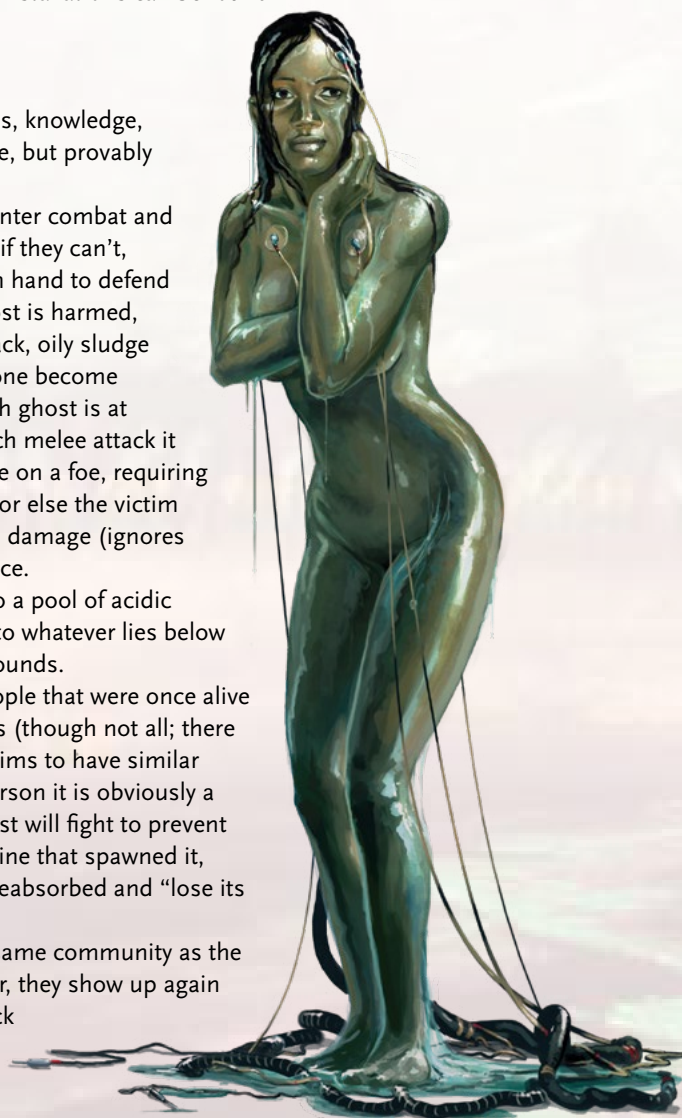 s, knowledge,
e, but provably
nter combat and
if they can’t,
hand to defend
st is harmed,
ack, oily sludge
one become
h ghost is at
ch melee attack it
e on a foe, requiring
or else the victim
damage (ignores
ce.
o a pool of acidic
to whatever lies below
ounds.
ople that were once alive
s (though not all; there
aims to have similar
rson it is obviously a
st will fight to prevent
ine that spawned it,
eabsorbed and “lose its
ame community as the
r, they show up again
ck